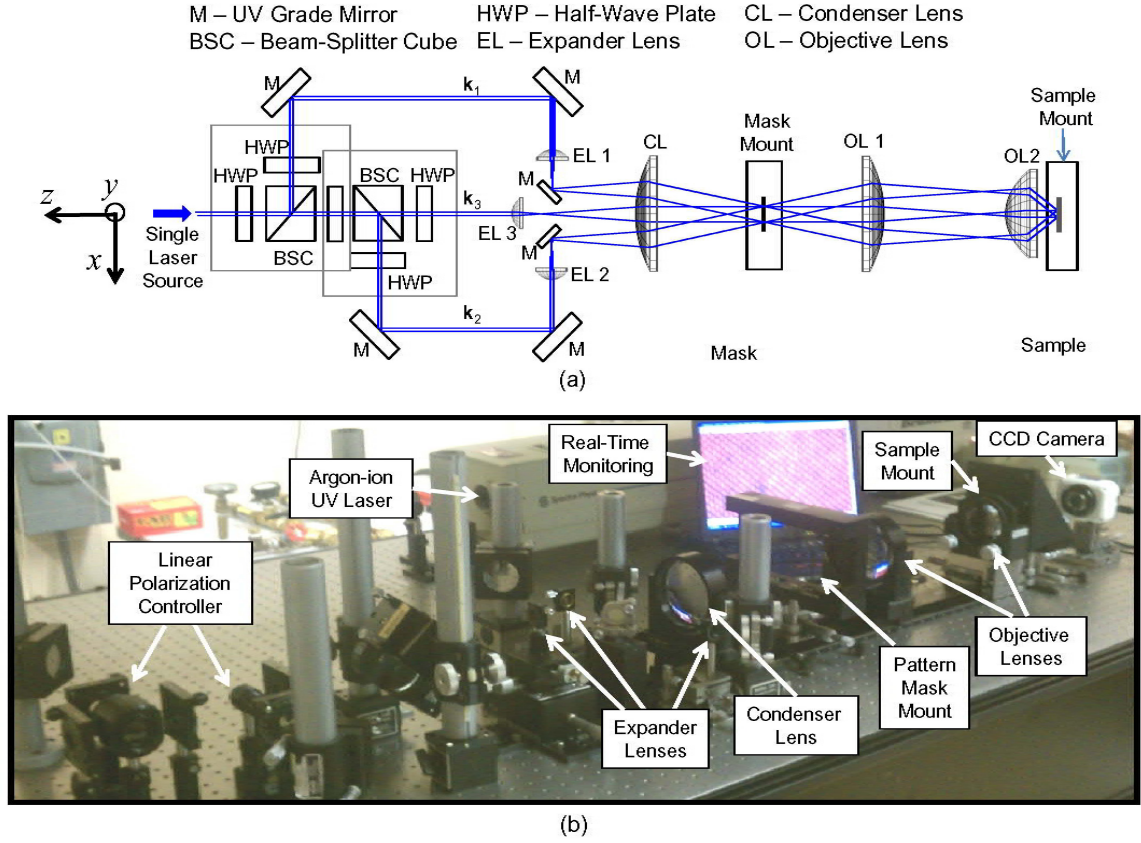 M – UV Grade Mirror
HWP – Half-Wave Plate
CL – Condenser Lens
BSC – Beam-Splitter Cube
EL – Expander Lens
OL – Objective Lens
M
k1
M
Sample
Mount
Mask
Mount
HWP
EL 1
CL
OL 1
OL2
HWP
BSC
HWP
M
y
z
k3
x
Single
Laser
Source
EL 3
M
BSC
HWP
EL 2
k2
M
M
Mask
Sample
(a)
Real-Time
Monitoring
CCD Camera
Sample
Mount
Argon-ion
UV Laser
Linear
Polarization
Controller
Objective
Lenses
Pattern
Mask
Mount
Expander
Lenses
Condenser
Lens
(b)